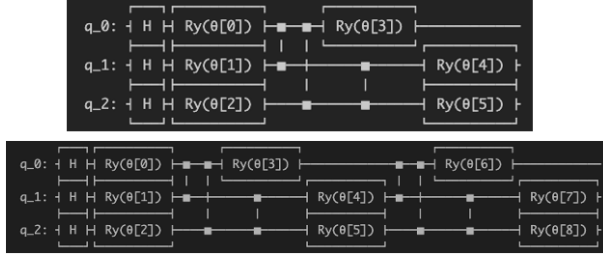 q_0: H Ry(θ[0]) Ry(θ[3])
q_1: H Ry(θ[1]) Ry(θ[4])
q_2: H Ry(θ[2]) Ry(θ[5])
q_0: H Ry(θ[0]) Ry(θ[3]) Ry(θ[6])
q_1: H Ry(θ[1]) Ry(θ[4]) Ry(θ[7])
q_2: H Ry(θ[2]) Ry(θ[5]) Ry(θ[8])